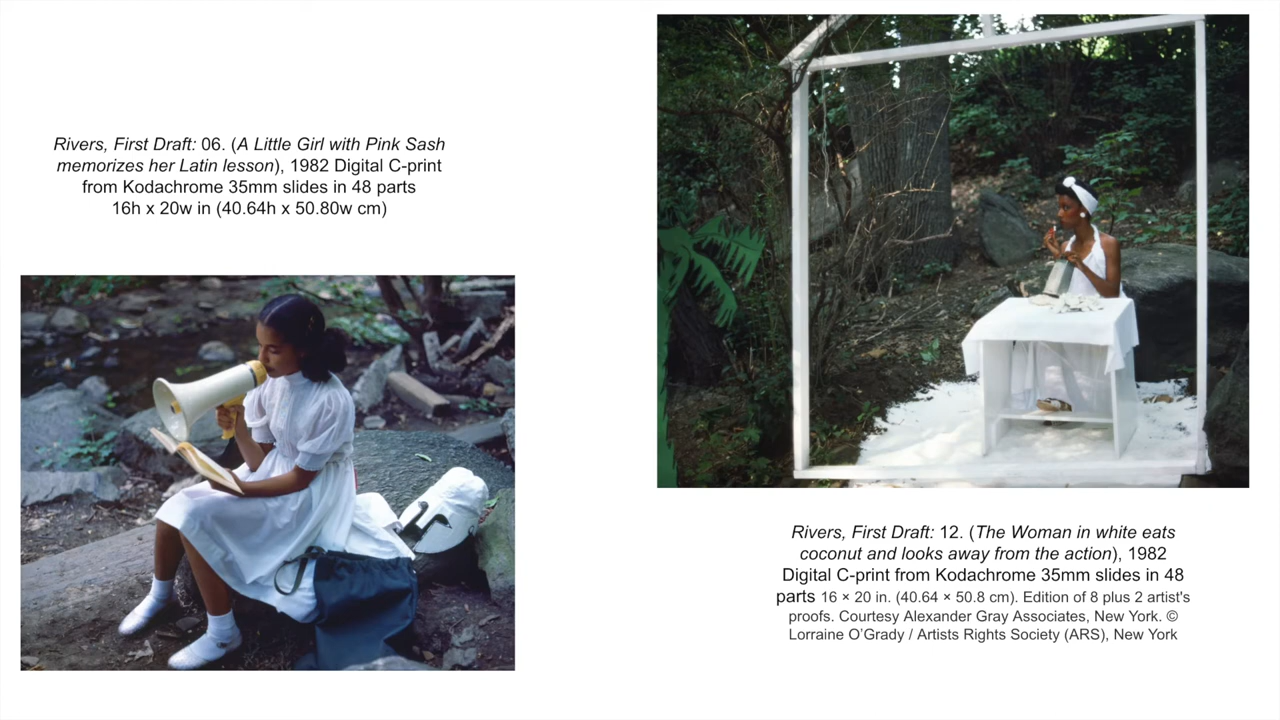 Rivers, First Draft: 06. (A Little Girl with Pink Sash
memorizes her Latin lesson), 1982 Digital C-print
from Kodachrome 35mm slides in 48 parts
16h x 20w in (40.64h x 50.80w cm)
Rivers, First Draft: 12. (The Woman in white eats
coconut and looks away from the action), 1982
Digital C-print from Kodachrome 35mm slides in 48
parts 16 × 20 in. (40.64 × 50.8 cm). Edition of 8 plus 2 artist's
proofs. Courtesy Alexander Gray Associates, New York. ©
Lorraine O’Grady / Artists Rights Society (ARS), New York